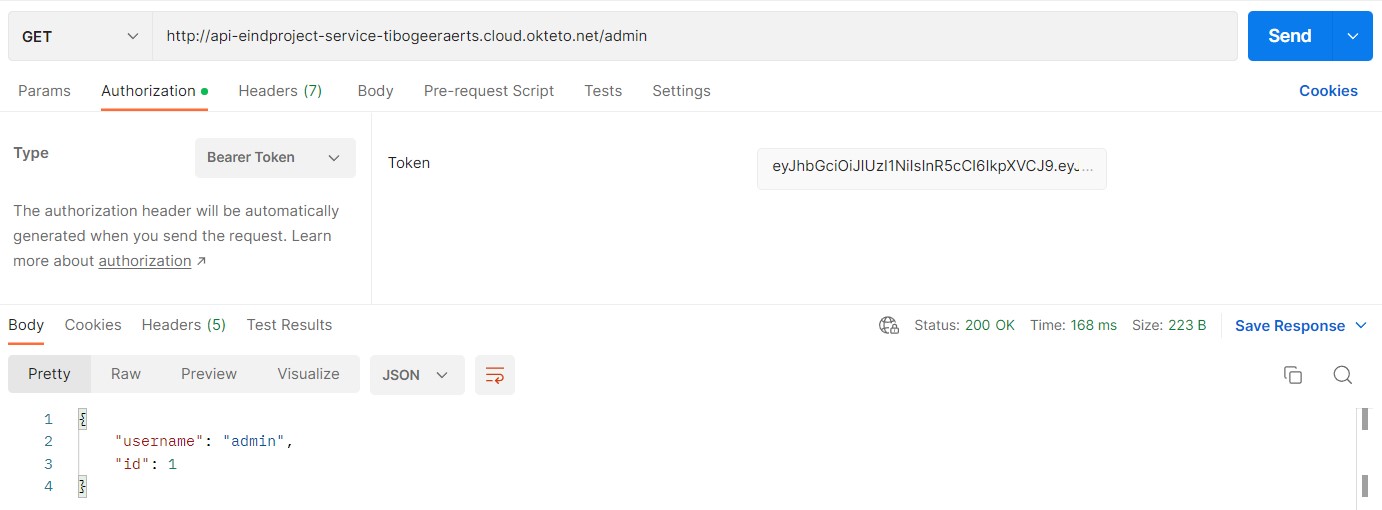 GET http://api-eindproject-service-tibogeeraerts.cloud.okteto.net/admin Send
Params Authorization Headers (7) Body Pre-request Script Tests Settings Cookies
Type Bearer Token Token eyJhbGciOiJIUzI1NiIsInR5cCI6IkpXVCJ9.eyJ...
The authorization header will be automatically
generated when you send the request. Learn
more about authorization ↗
Body Cookies Headers (5) Test Results Status: 200 OK Time: 168 ms Size: 223 B Save Response
Pretty Raw Preview Visualize JSON
1 {
2 "username": "admin",
3 "id": 1
4 }